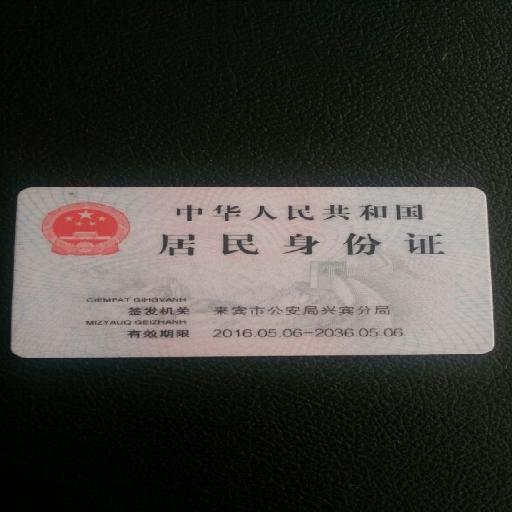 中华人民共和国
居民身份证
CIEMPAT GIHGVANH
签发机关 来宾市公安局兴宾分局
MIZYAUQ GEIZHANH
有效期限 2016.05.06-2036.05.06